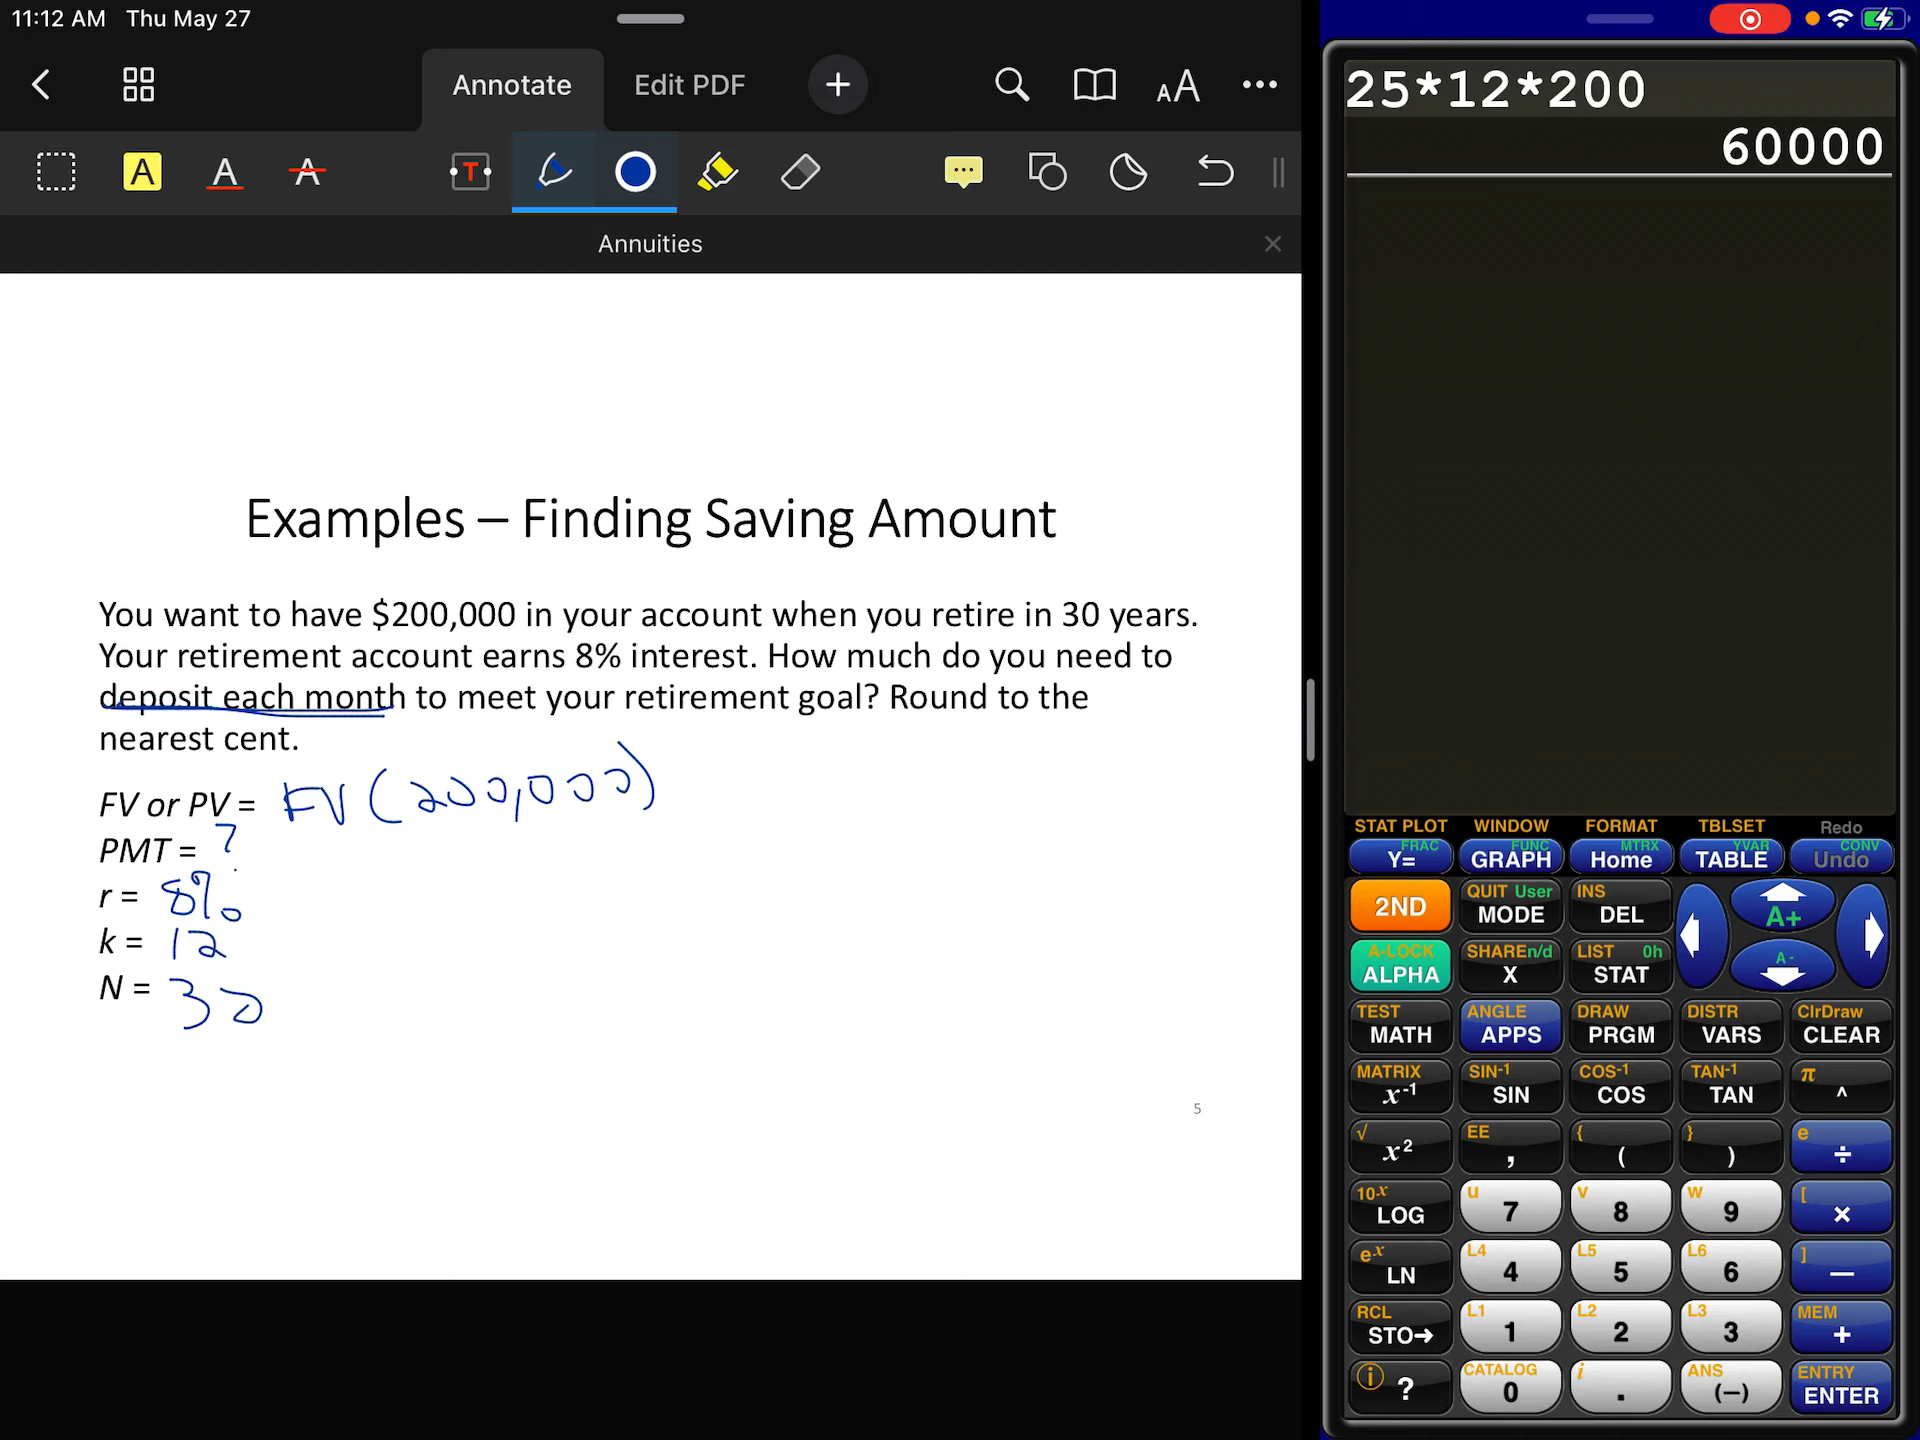 11:12 AM Thu May 27
Annotate
Edit PDF
AA
A
A
A
T
Annuities
Examples – Finding Saving Amount
You want to have $200,000 in your account when you retire in 30 years.
Your retirement account earns 8% interest. How much do you need to
deposit each month to meet your retirement goal? Round to the
nearest cent.
FV or PV = FV (200,000)
PMT = ?
r = 8%
k = 12
N = 30
5
25*12*200
60000
STAT PLOT WINDOW FORMAT TBLSET Redo
FRAC FUNC MTRX YVAR CONV
Y= GRAPH Home TABLE Undo
QUIT User INS
2ND MODE DEL A+
A-LOCK SHARE n/d LIST 0h A-
ALPHA X STAT
TEST ANGLE DRAW DISTR ClrDraw
MATH APPS PRGM VARS CLEAR
MATRIX SIN-1 COS-1 TAN-1 π
x-1 SIN COS TAN ^
√ EE { } e
x2 , ( ) ÷
10x u v w [
LOG 7 8 9 ×
ex L4 L5 L6 ]
LN 4 5 6 —
RCL L1 L2 L3 MEM
STO→ 1 2 3 +
i CATALOG i ANS ENTRY
? 0 . (—) ENTER